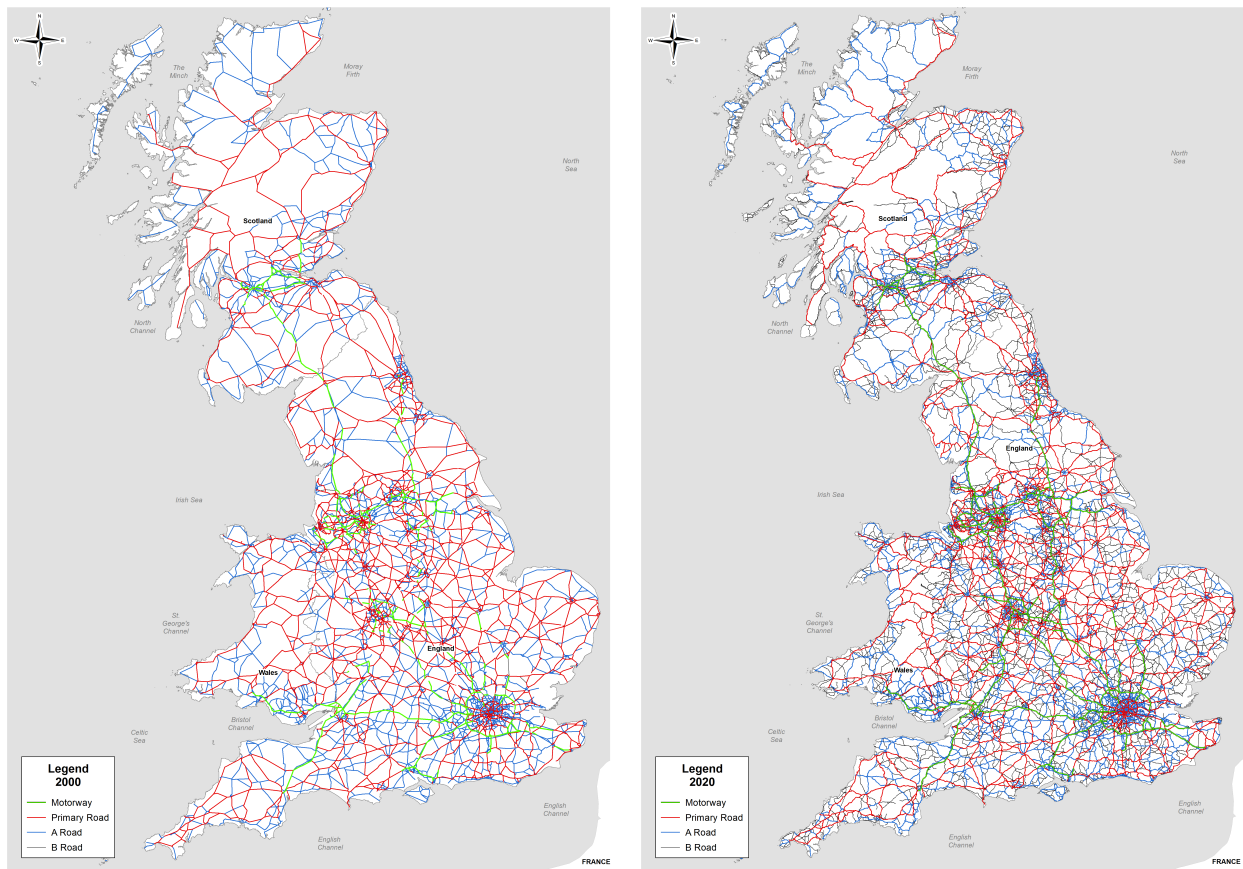 N
W
E
S
The
Minch
Moray
Firth
North
Sea
Scotland
North
Channel
Irish Sea
St.
George's
Channel
England
Wales
Bristol
Channel
Celtic
Sea
English
Channel
English
Channel
FRANCE
Legend
2000
Motorway
Primary Road
A Road
B Road
N
W
E
S
The
Minch
Moray
Firth
North
Sea
Scotland
North
Channel
England
Irish Sea
St.
George's
Channel
Wales
Bristol
Channel
Celtic
Sea
English
Channel
English
Channel
FRANCE
Legend
2020
Motorway
Primary Road
A Road
B Road